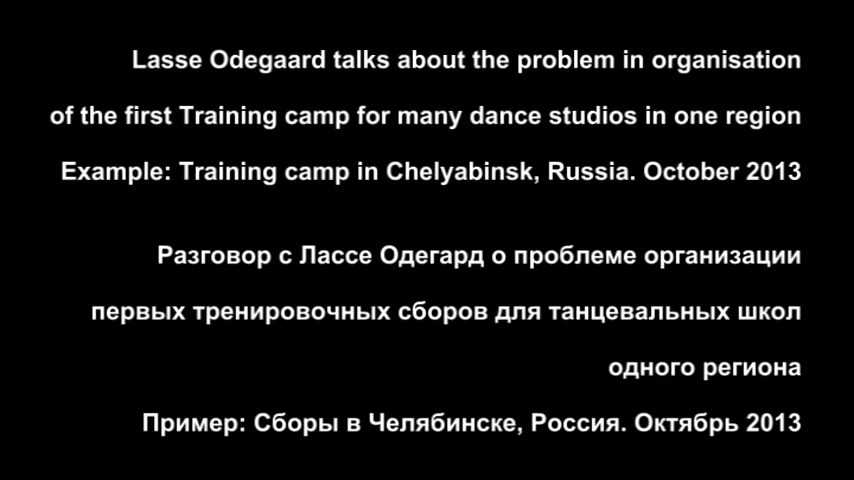 Lasse Odegaard talks about the problem in organisation
of the first Training camp for many dance studios in one region
Example: Training camp in Chelyabinsk, Russia. October 2013
Разговор с Лассе Одегард о проблеме организации
первых тренировочных сборов для танцевальных школ
одного региона
Пример: Сборы в Челябинске, Россия. Октябрь 2013